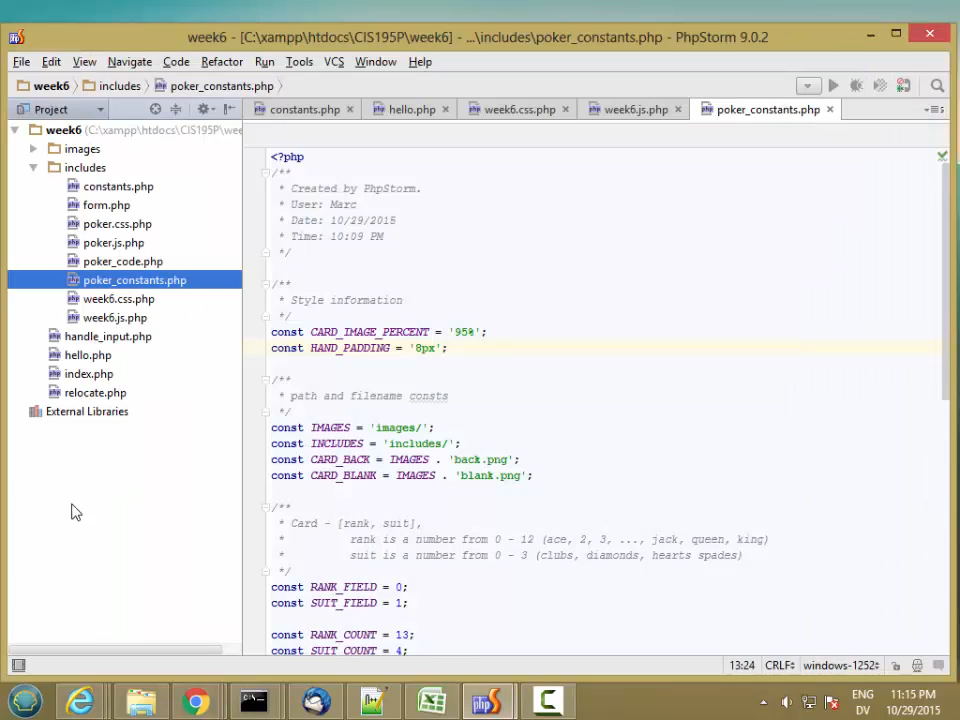 week6 - [C:\xampp\htdocs\CIS195P\week6] - ...\includes\poker_constants.php - PhpStorm 9.0.2
File Edit View Navigate Code Refactor Run Tools VCS Window Help
week6 includes poker_constants.php
Project constants.php hello.php week6.css.php week6.js.php poker_constants.php
week6 (C:\xampp\htdocs\CIS195P\wee
images
includes
constants.php
form.php
poker.css.php
poker.js.php
poker_code.php
poker_constants.php
week6.css.php
week6.js.php
handle_input.php
hello.php
index.php
relocate.php
External Libraries
<?php
/**
* Created by PhpStorm.
* User: Marc
* Date: 10/29/2015
* Time: 10:09 PM
*/
/**
* Style information
*/
const CARD_IMAGE_PERCENT = '95%';
const HAND_PADDING = '8px';
/**
* path and filename consts
*/
const IMAGES = 'images/';
const INCLUDES = 'includes/';
const CARD_BACK = IMAGES . 'back.png';
const CARD_BLANK = IMAGES . 'blank.png';
/**
* Card - [rank, suit],
* rank is a number from 0 - 12 (ace, 2, 3, ..., jack, queen, king)
* suit is a number from 0 - 3 (clubs, diamonds, hearts spades)
*/
const RANK_FIELD = 0;
const SUIT_FIELD = 1;
const RANK_COUNT = 13;
const SUIT_COUNT = 4;
13:24 CRLF windows-1252
ENG 11:15 PM
DV 10/29/2015